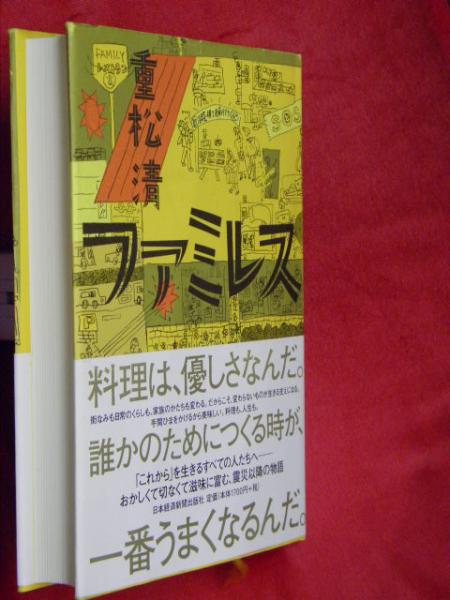 FAMILY
重松清
ファミレス
料理は、優しさなんだ。
街なみも日常のくらしも、家族のかたちも変わる。だからこそ、変わらないものが生きる支えになる。
手間ひまをかけるから美味しい。料理も、人生も。
誰かのためにつくる時が、
「これから」を生きるすべての人たちへ——
おかしくて切なくて滋味に富む、震災以降の物語
日本経済新聞出版社 定価(本体1700円+税)
一番うまくなるんだ。
P